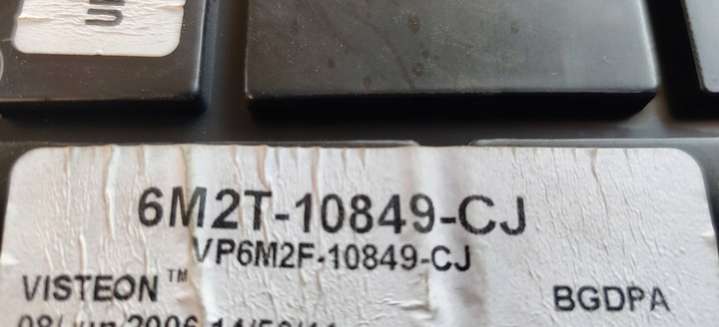 6M2T-10849-CJ
VP6M2F-10849-CJ
VISTEON™ BGDPA